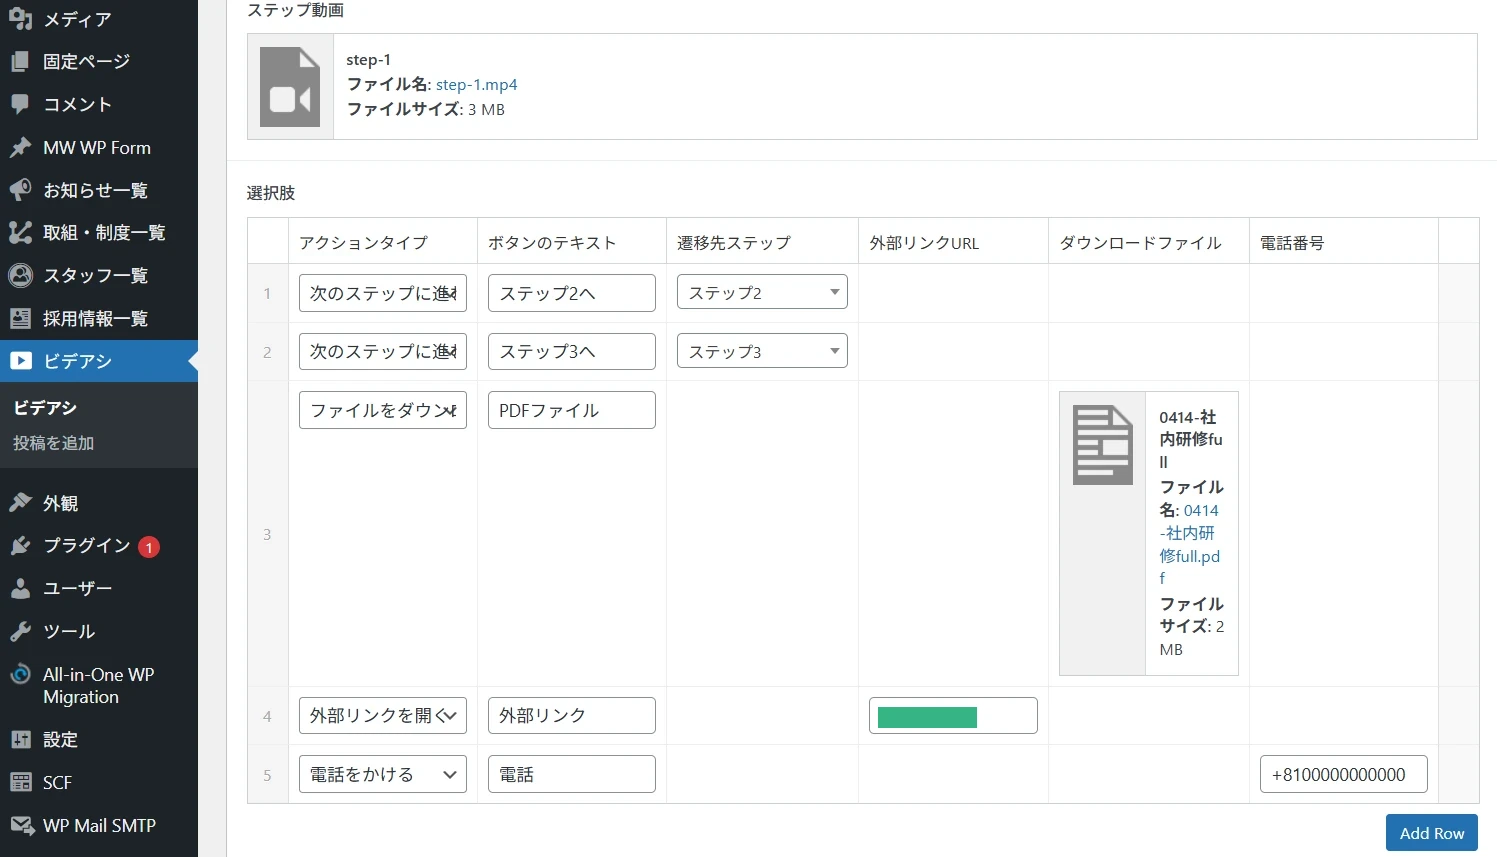 メディア
固定ページ
コメント
MW WP Form
お知らせ一覧
取組・制度一覧
スタッフ一覧
採用情報一覧
ビデアシ
ビデアシ
投稿を追加
外観
プラグイン 1
ユーザー
ツール
All-in-One WP
Migration
設定
SCF
WP Mail SMTP
ステップ動画
step-1
ファイル名: step-1.mp4
ファイルサイズ: 3 MB
選択肢
アクションタイプ ボタンのテキスト 遷移先ステップ 外部リンクURL ダウンロードファイル 電話番号
1 次のステップに進 ステップ2へ ステップ2
2 次のステップに進 ステップ3へ ステップ3
3 ファイルをダウン PDFファイル
0414-社
内研修fu
ll
ファイル
名: 0414
-社内研
修full.pd
f
ファイル
サイズ: 2
MB
4 外部リンクを開く 外部リンク
5 電話をかける 電話 +8100000000000
Add Row